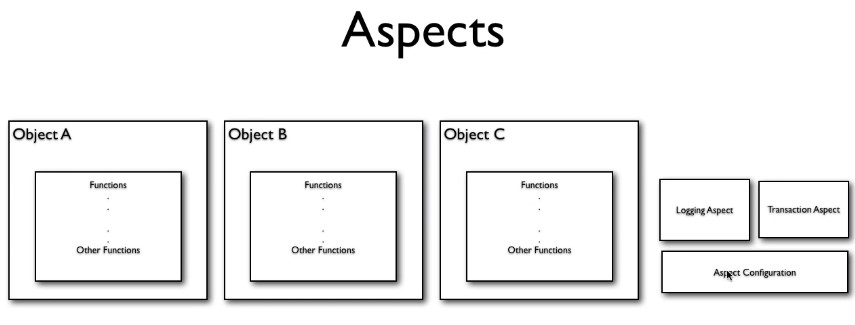 Aspects
Object A
Functions
.
.
.
.
Other Functions
Object B
Functions
.
.
.
.
Other Functions
Object C
Functions
.
.
.
.
Other Functions
Logging Aspect
Transaction Aspect
Aspect Configuration